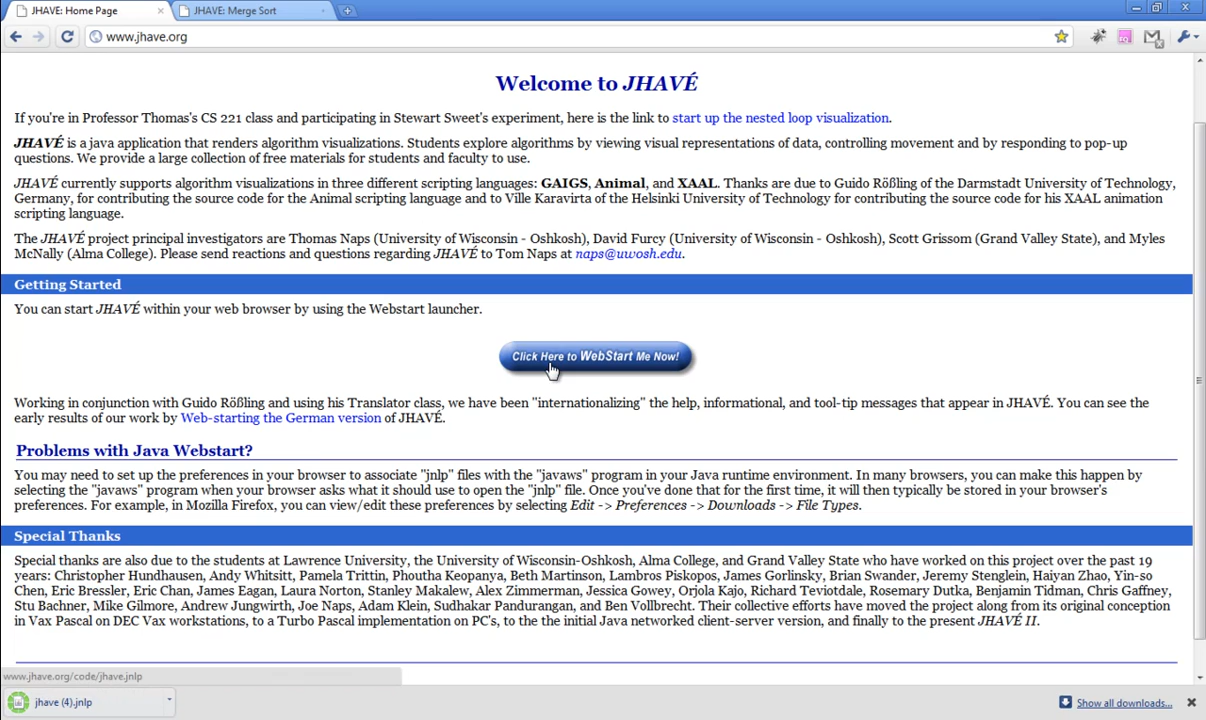 JHAVE: Home Page
JHAVE: Merge Sort
www.jhave.org
Welcome to JHAVÉ
If you're in Professor Thomas's CS 221 class and participating in Stewart Sweet's experiment, here is the link to start up the nested loop visualization.
JHAVÉ is a java application that renders algorithm visualizations. Students explore algorithms by viewing visual representations of data, controlling movement and by responding to pop-up
questions. We provide a large collection of free materials for students and faculty to use.
JHAVÉ currently supports algorithm visualizations in three different scripting languages: GAIGS, Animal, and XAAL. Thanks are due to Guido Rößling of the Darmstadt University of Technology,
Germany, for contributing the source code for the Animal scripting language and to Ville Karavirta of the Helsinki University of Technology for contributing the source code for his XAAL animation
scripting language.
The JHAVÉ project principal investigators are Thomas Naps (University of Wisconsin - Oshkosh), David Furcy (University of Wisconsin - Oshkosh), Scott Grissom (Grand Valley State), and Myles
McNally (Alma College). Please send reactions and questions regarding JHAVÉ to Tom Naps at naps@uwosh.edu.
Getting Started
You can start JHAVÉ within your web browser by using the Webstart launcher.
Click Here to WebStart Me Now!
Working in conjunction with Guido Rößling and using his Translator class, we have been "internationalizing" the help, informational, and tool-tip messages that appear in JHAVÉ. You can see the
early results of our work by Web-starting the German version of JHAVÉ.
Problems with Java Webstart?
You may need to set up the preferences in your browser to associate "jnlp" files with the "javaws" program in your Java runtime environment. In many browsers, you can make this happen by
selecting the "javaws" program when your browser asks what it should use to open the "jnlp" file. Once you've done that for the first time, it will then typically be stored in your browser's
preferences. For example, in Mozilla Firefox, you can view/edit these preferences by selecting Edit -> Preferences -> Downloads -> File Types.
Special Thanks
Special thanks are also due to the students at Lawrence University, the University of Wisconsin-Oshkosh, Alma College, and Grand Valley State who have worked on this project over the past 19
years: Christopher Hundhausen, Andy Whitsitt, Pamela Trittin, Phoutha Keopanya, Beth Martinson, Lambros Piskopos, James Gorlinsky, Brian Swander, Jeremy Stenglein, Haiyan Zhao, Yin-so
Chen, Eric Bressler, Eric Chan, James Eagan, Laura Norton, Stanley Makalew, Alex Zimmerman, Jessica Gowey, Orjola Kajo, Richard Teviotdale, Rosemary Dutka, Benjamin Tidman, Chris Gaffney,
Stu Bachner, Mike Gilmore, Andrew Jungwirth, Joe Naps, Adam Klein, Sudhakar Pandurangan, and Ben Vollbrecht. Their collective efforts have moved the project along from its original conception
in Vax Pascal on DEC Vax workstations, to a Turbo Pascal implementation on PC's, to the the initial Java networked client-server version, and finally to the present JHAVÉ II.
www.jhave.org/code/jhave.jnlp
jhave (4).jnlp
Show all downloads...